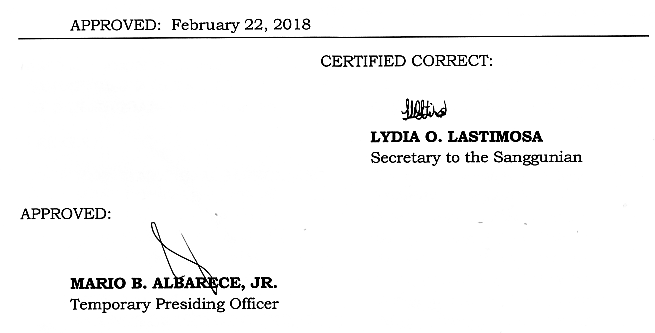 APPROVED: February 22, 2018
CERTIFIED CORRECT:
LYDIA O. LASTIMOSA
Secretary to the Sanggunian
APPROVED:
MARIO B. ALBARECE, JR.
Temporary Presiding Officer